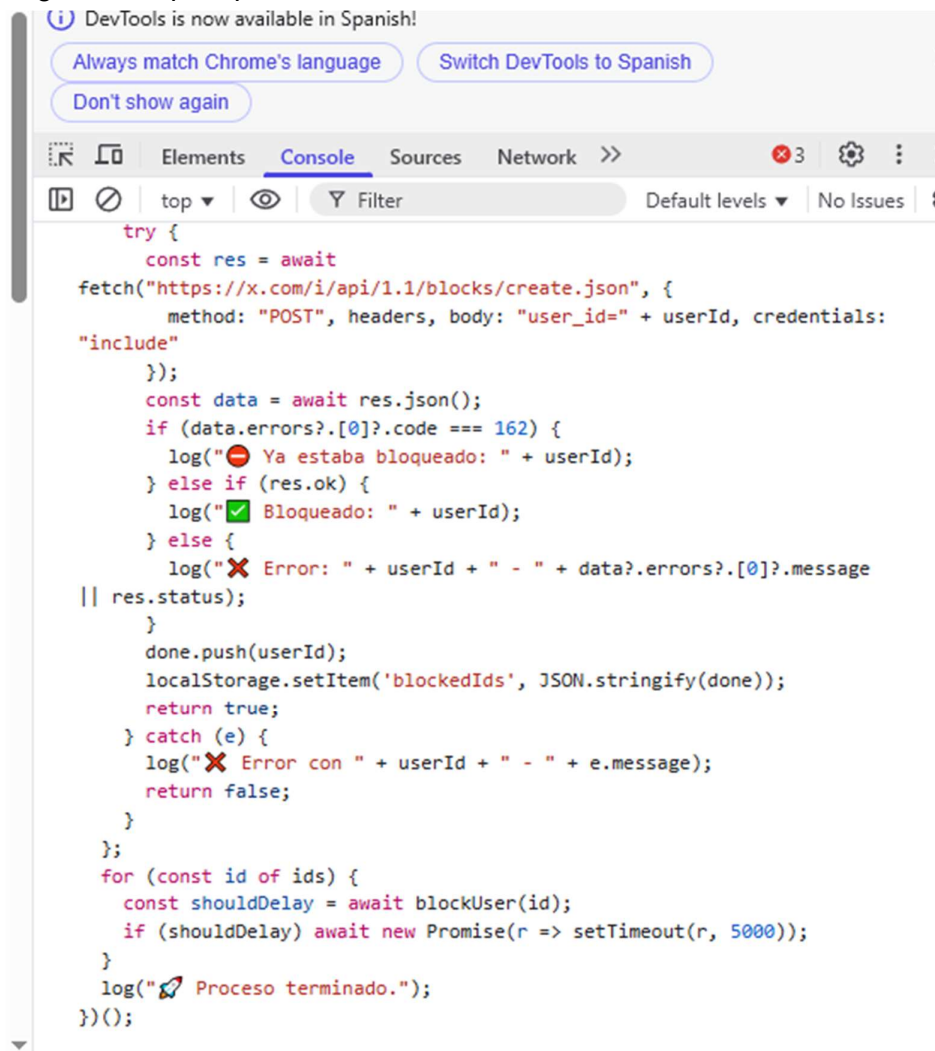 DevTools is now available in Spanish!
Always match Chrome's language Switch DevTools to Spanish
Don't show again
Elements Console Sources Network >> 3
top ▼ Filter Default levels ▼ No Issues
try {
const res = await
fetch("https://x.com/i/api/1.1/blocks/create.json", {
method: "POST", headers, body: "user_id=" + userId, credentials:
"include"
});
const data = await res.json();
if (data.errors?.[0]?.code === 162) {
log("⛔ Ya estaba bloqueado: " + userId);
} else if (res.ok) {
log("✅ Bloqueado: " + userId);
} else {
log("❌ Error: " + userId + " - " + data?.errors?.[0]?.message
|| res.status);
}
done.push(userId);
localStorage.setItem('blockedIds', JSON.stringify(done));
return true;
} catch (e) {
log("❌ Error con " + userId + " - " + e.message);
return false;
}
};
for (const id of ids) {
const shouldDelay = await blockUser(id);
if (shouldDelay) await new Promise(r => setTimeout(r, 5000));
}
log("🚀 Proceso terminado.");
})();